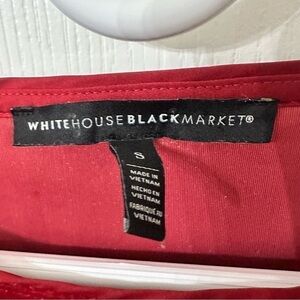 WHITEHOUSEBLACKMARKET®
S
MADE IN
VIETNAM
HECHO EN
VIETNAM
FABRIQUÉ AU
VIETNAM